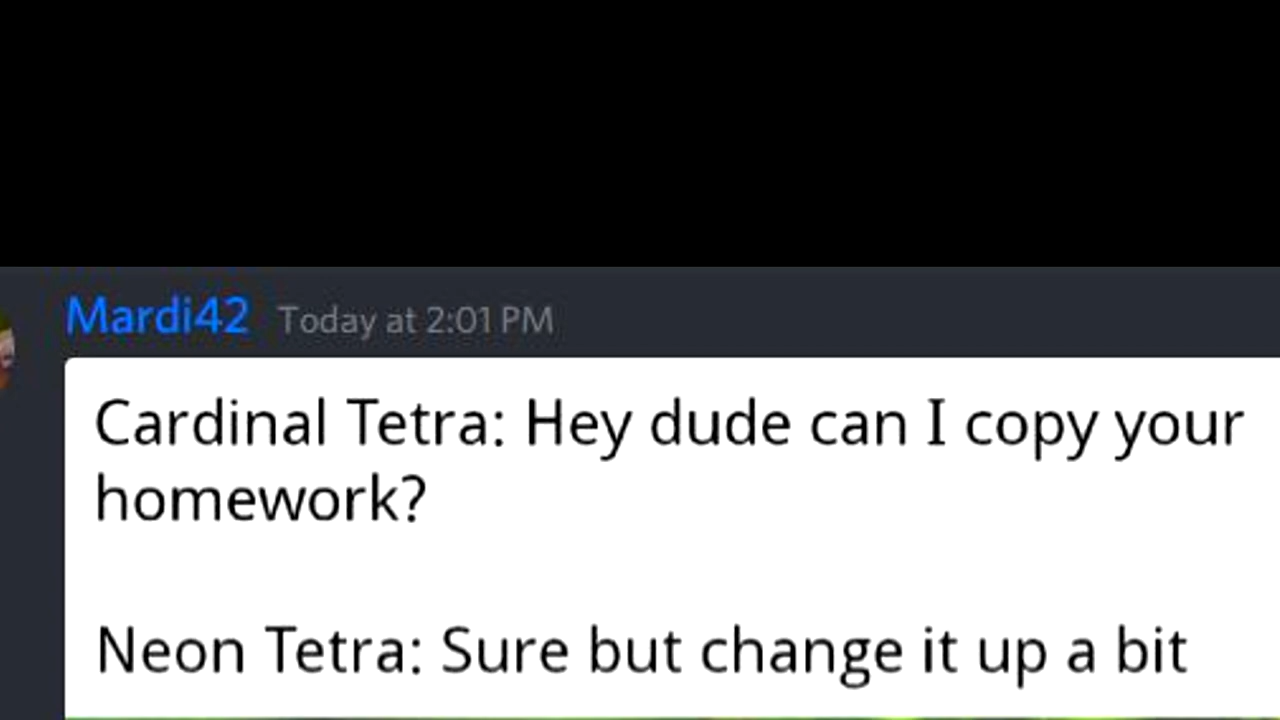 Mardi42 Today at 2:01 PM
Cardinal Tetra: Hey dude can I copy your
homework?
Neon Tetra: Sure but change it up a bit